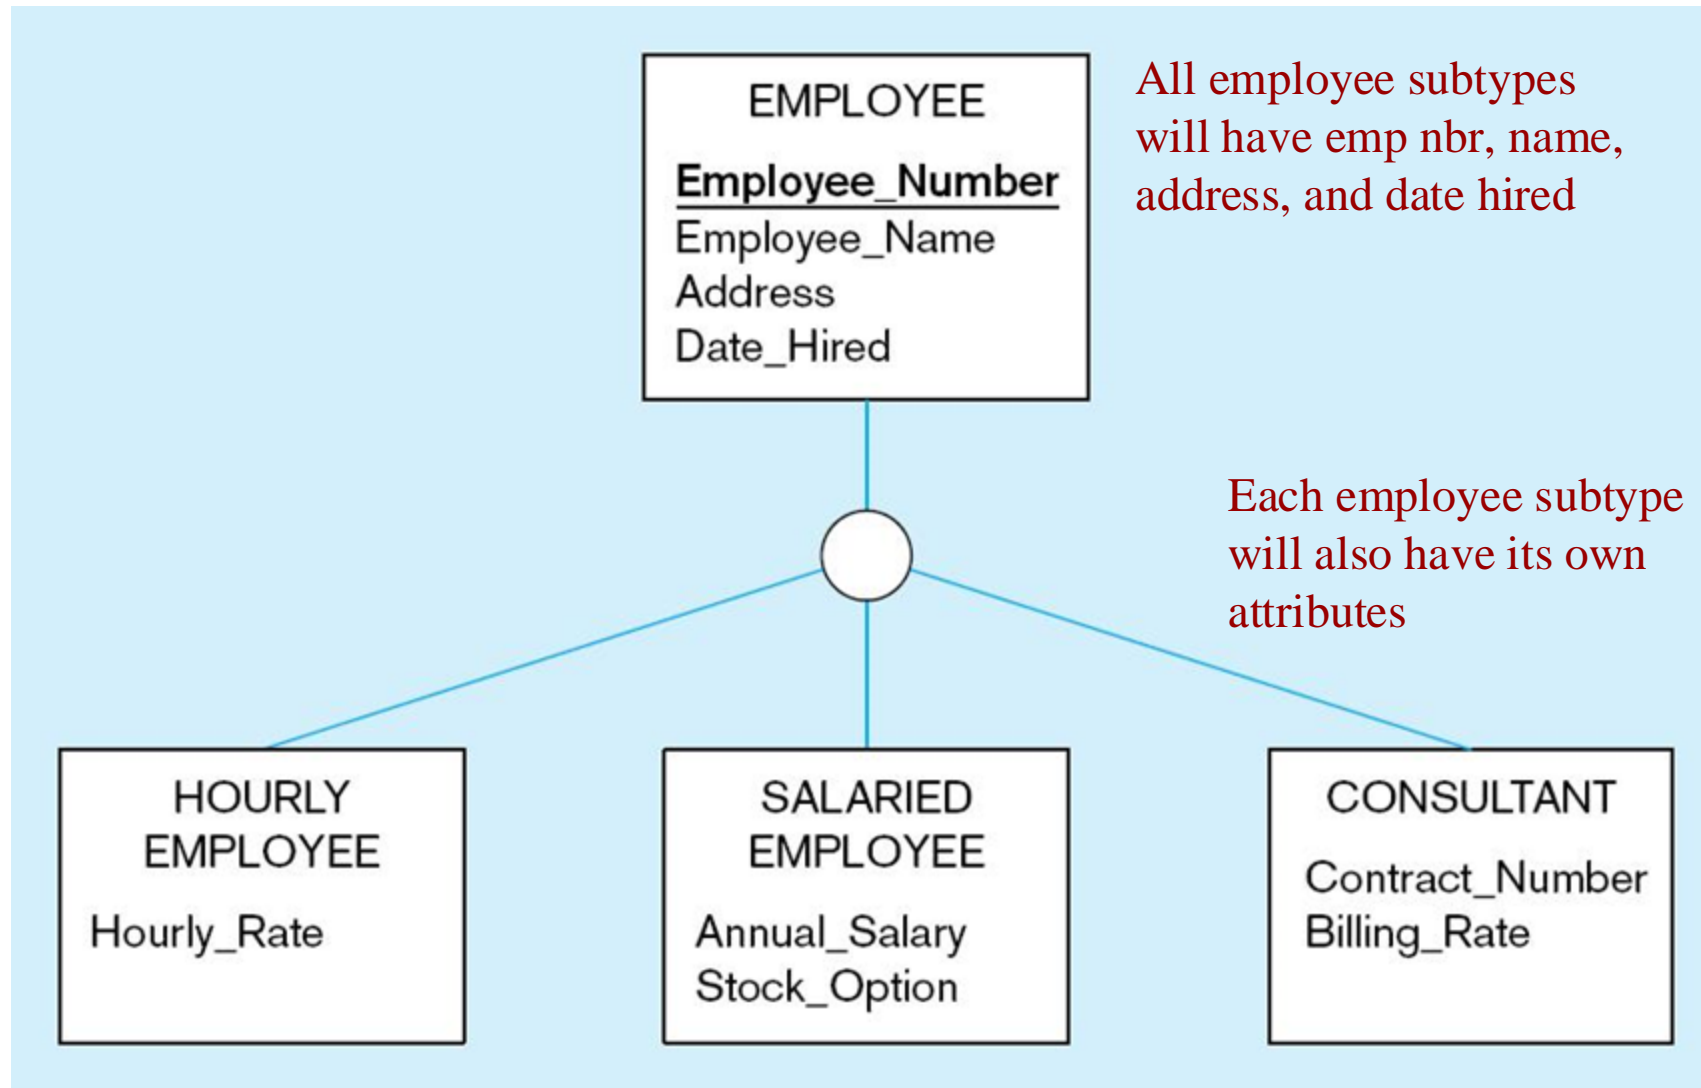 EMPLOYEE
Employee_Number
Employee_Name
Address
Date_Hired
All employee subtypes
will have emp nbr, name,
address, and date hired
Each employee subtype
will also have its own
attributes
HOURLY
EMPLOYEE
Hourly_Rate
SALARIED
EMPLOYEE
Annual_Salary
Stock_Option
CONSULTANT
Contract_Number
Billing_Rate